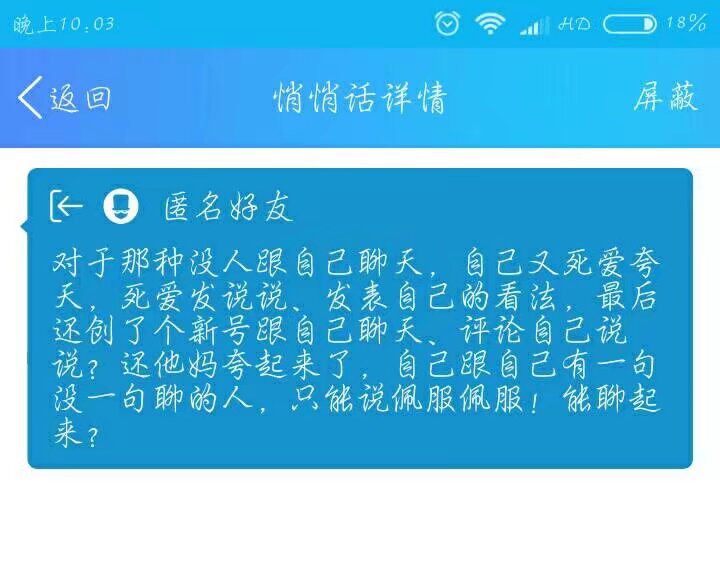 晚上10:03 HD 18%
返回 悄悄话详情 屏蔽
匿名好友
对于那种没人跟自己聊天，自己又死爱夸
天，死爱发说说、发表自己的看法，最后
还创了个新号跟自己聊天、评论自己说
说？还他妈夸起来了，自己跟自己有一句
没一句聊的人，只能说佩服佩服！能聊起
来？